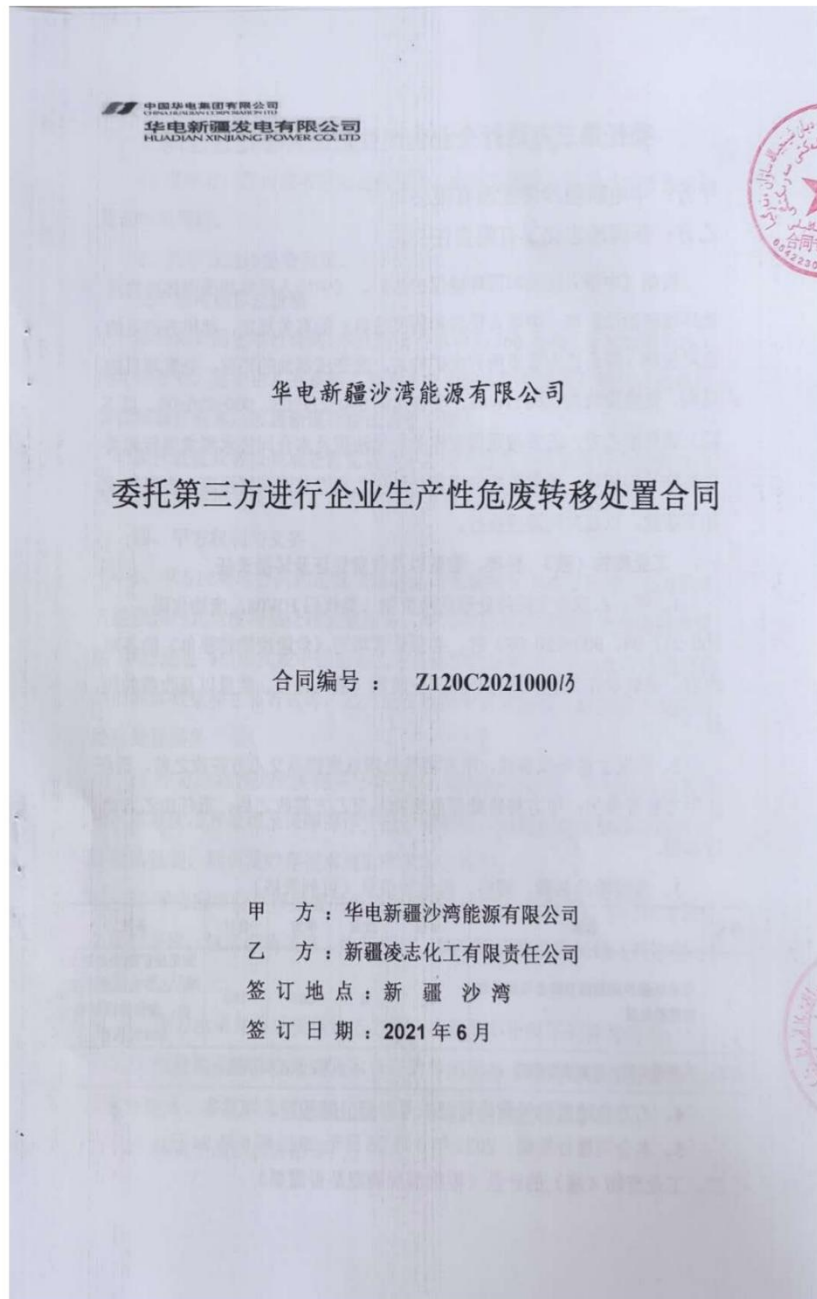 中国华电集团有限公司
CHINA HUADIAN CORPORATION LTD
华电新疆发电有限公司
HUADIAN XINJIANG POWER CO.LTD
华电新疆沙湾能源有限公司
委托第三方进行企业生产性危废转移处置合同
合同编号 : Z120C202100013
甲 方:华电新疆沙湾能源有限公司
乙 方:新疆凌志化工有限责任公司
签订地点:新 疆 沙 湾
签订日期:2021 年 6 月